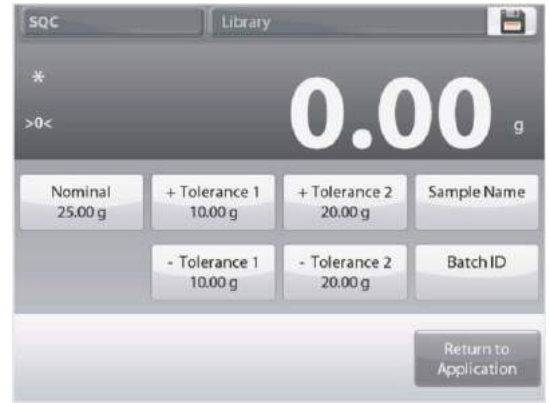 SQC
Library
*
>0<
0.00 g
Nominal
25.00 g
+ Tolerance 1
10.00 g
+ Tolerance 2
20.00 g
Sample Name
- Tolerance 1
10.00 g
- Tolerance 2
20.00 g
Batch ID
Return to
Application